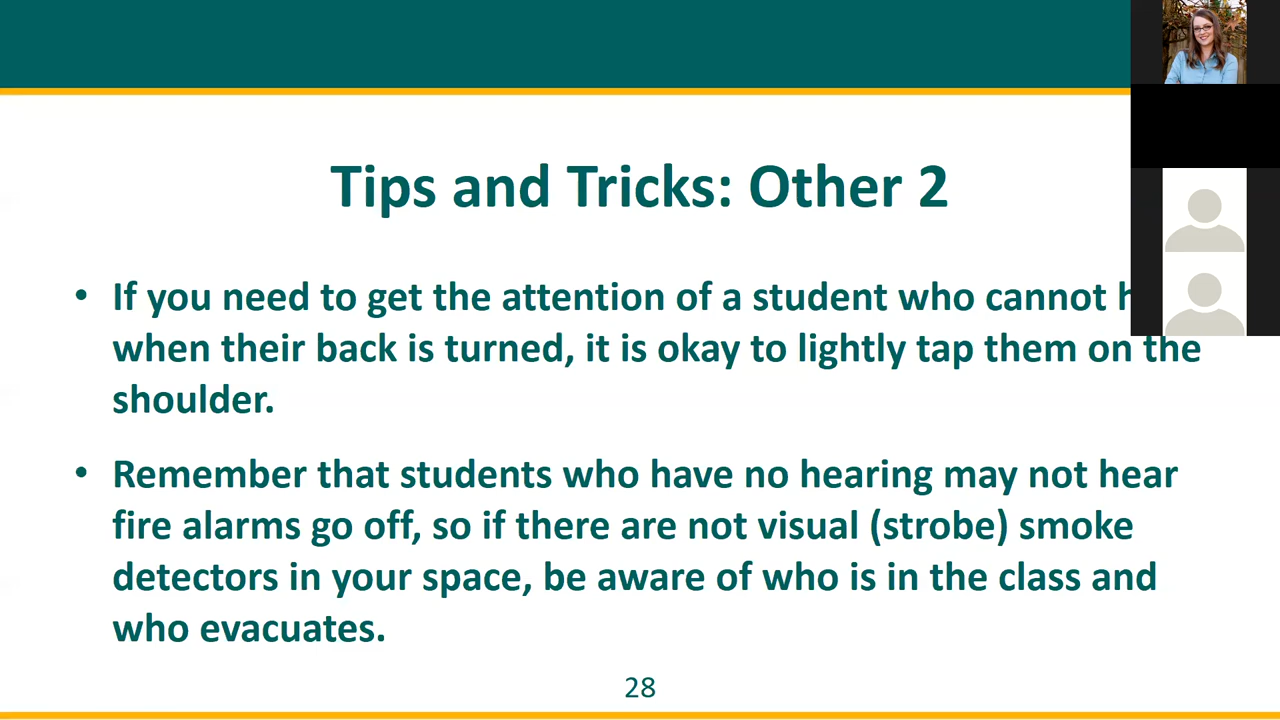 Tips and Tricks: Other 2
• If you need to get the attention of a student who cannot
when their back is turned, it is okay to lightly tap them on the
shoulder.
• Remember that students who have no hearing may not hear
fire alarms go off, so if there are not visual (strobe) smoke
detectors in your space, be aware of who is in the class and
who evacuates.
28